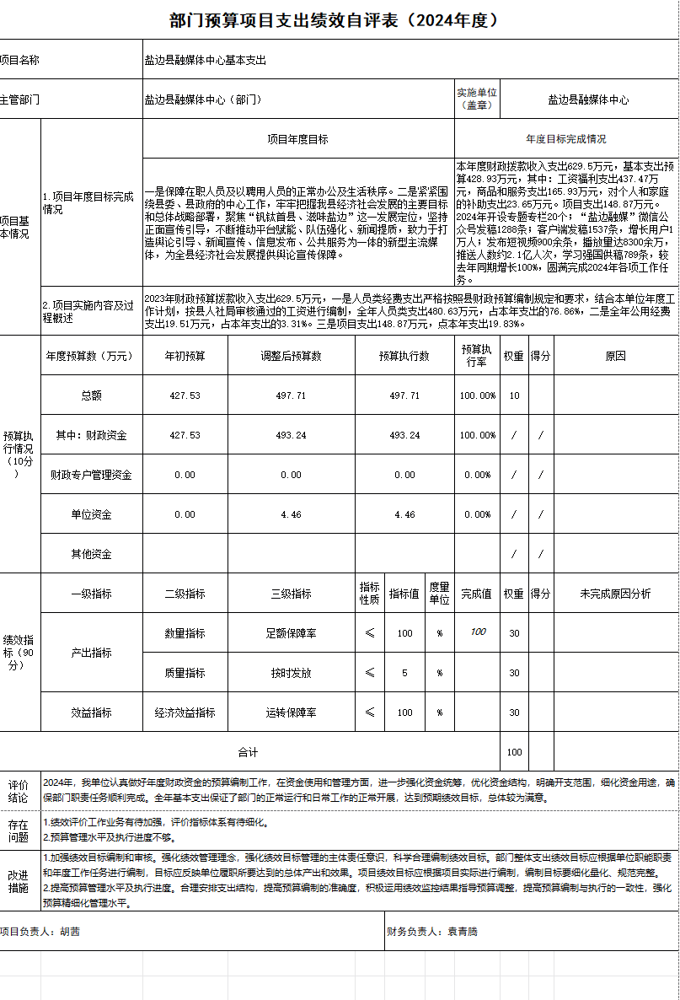 部门预算项目支出绩效自评表（2024年度）
项目名称
盐边县融媒体中心基本支出
主管部门
盐边县融媒体中心（部门）
实施单位
（盖章）
盐边县融媒体中心
项目基
本情况
1.项目年度目标完成
情况
项目年度目标
年度目标完成情况
一是保障在职人员及以聘用人员的正常办公及生活秩序。二是紧紧围
绕县委、县政府的中心工作，牢牢把握我县经济社会发展的主要目标
和总体战略部署，聚焦“钒钛首县、滋味盐边”这一发展定位，坚持
正面宣传引导，不断推动平台赋能、队伍强化、新闻提质，致力于打
造舆论引导、新闻宣传、信息发布、公共服务为一体的新型主流媒
体，为全县经济社会发展提供舆论宣传保障。
本年度财政拨款收入支出629.5万元，基本支出预
算428.93万元，其中：工资福利支出437.47万
元，商品和服务支出165.93万元，对个人和家庭
的补助支出23.65万元。项目支出148.87万元。
2024年开设专题专栏20个；“盐边融媒”微信公
众号发稿1288条；客户端发稿1537条，增长用户1
万人；发布短视频900余条，播放量达8300余万，
推送人数约2.1亿人次，学习强国供稿789条，较
去年同期增长100%，圆满完成2024年各项工作任
务。
2.项目实施内容及过
程概述
2023年财政预算拨款收入支出629.5万元，一是人员类经费支出严格按照县财政预算编制规定和要求，结合本单位年度工
作计划，按县人社局审核通过的工资进行编制，全年人员类支出480.63万元，占本年支出的76.86%，二是全年公用经费
支出19.51万元，占本年支出的3.31%。三是项目支出148.87万元，点本年支出19.83%。
预算执
行情况
（10分
）
年度预算数（万元）
年初预算
调整后预算数
预算执行数
预算执
行率
权重
得分
原因
总额
427.53
497.71
497.71
100.00%
10
其中：财政资金
427.53
493.24
493.24
100.00%
/
/
财政专户管理资金
0.00
0.00
0.00
0.00%
/
/
单位资金
0.00
4.46
4.46
0.00%
/
/
其他资金
/
/
绩效指
标（90
分）
一级指标
二级指标
三级指标
指标
性质
指标值
度量
单位
完成值
权重
得分
未完成原因分析
产出指标
数量指标
足额保障率
≤
100
%
100
30
质量指标
按时发放
≤
5
%
30
效益指标
经济效益指标
运转保障率
≤
100
%
30
合计
100
评价
结论
2024年，我单位认真做好年度财政资金的预算编制工作，在资金使用和管理方面，进一步强化资金统筹，优化资金结构，明确开支范围，细化资金用途，确
保部门职责任务顺利完成。全年基本支出保证了部门的正常运行和日常工作的正常开展，达到预期绩效目标，总体较为满意。
存在
问题
1.绩效评价工作业务有待加强，评价指标体系有待细化。
2.预算管理水平及执行进度不够。
改进
措施
1.加强绩效目标编制和审核。强化绩效管理理念，强化绩效目标管理的主体责任意识，科学合理编制绩效目标。部门整体支出绩效目标应根据单位职能职责
和年度工作任务进行编制，目标应反映单位履职所要达到的总体产出和效果。项目绩效目标应根据项目实际进行编制，编制目标要细化量化、规范完整。
2.提高预算管理水平及执行进度。合理安排支出结构，提高预算编制的准确度，积极运用绩效监控结果指导预算调整，提高预算编制与执行的一致性，强化
预算精细化管理水平。
项目负责人：胡茜
财务负责人：袁青腾